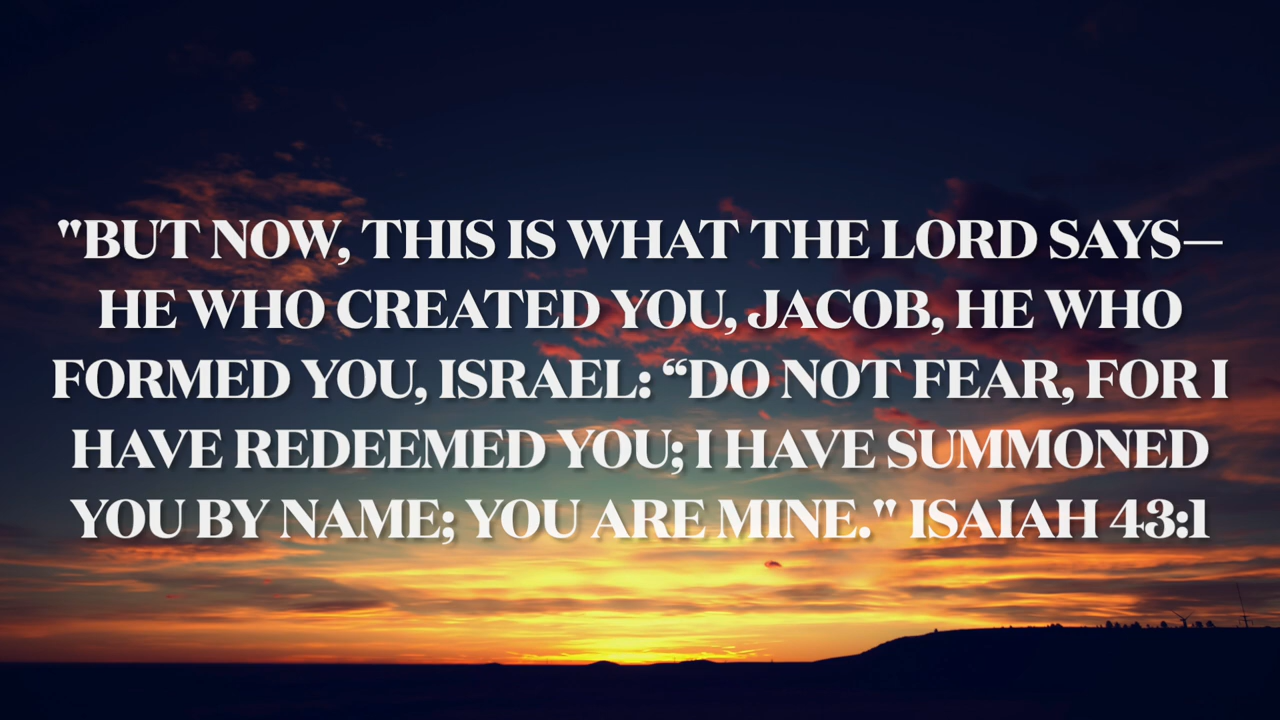 "BUT NOW, THIS IS WHAT THE LORD SAYS—
HE WHO CREATED YOU, JACOB, HE WHO
FORMED YOU, ISRAEL: “DO NOT FEAR, FOR I
HAVE REDEEMED YOU; I HAVE SUMMONED
YOU BY NAME; YOU ARE MINE." ISAIAH 43:1